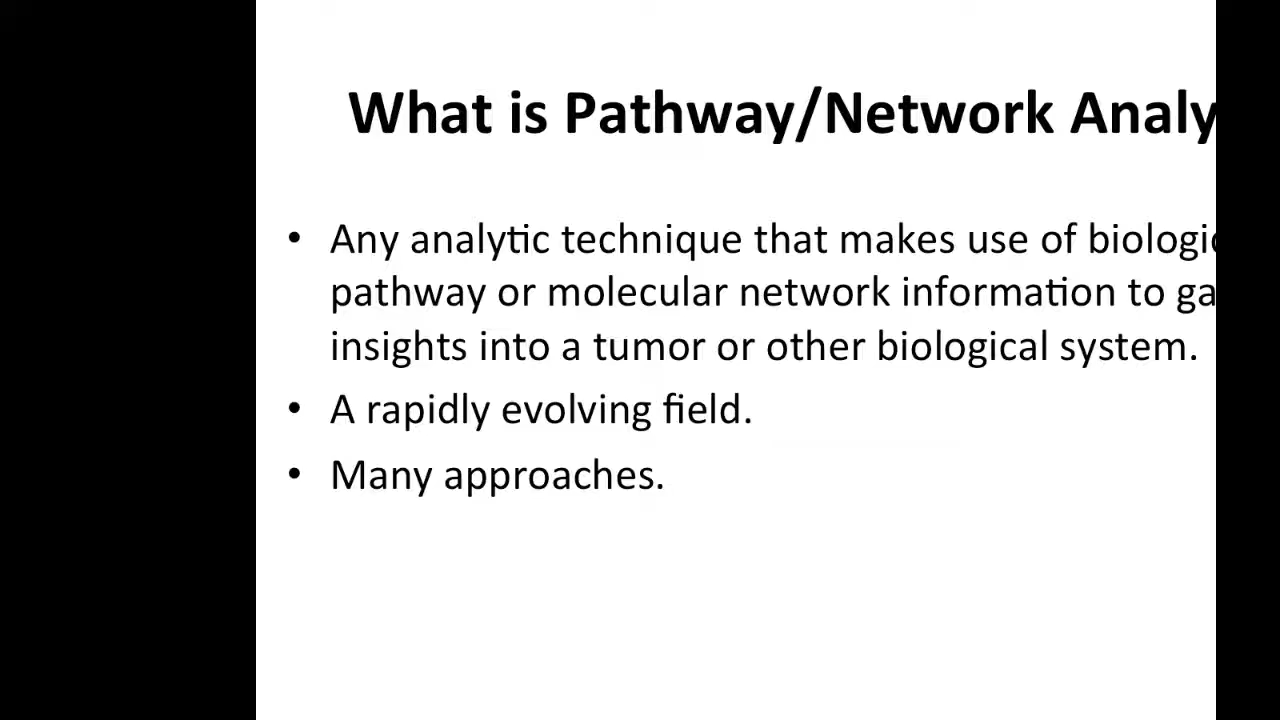 What is Pathway/Network Analy
• Any analytic technique that makes use of biologic
pathway or molecular network information to ga
insights into a tumor or other biological system.
• A rapidly evolving field.
• Many approaches.